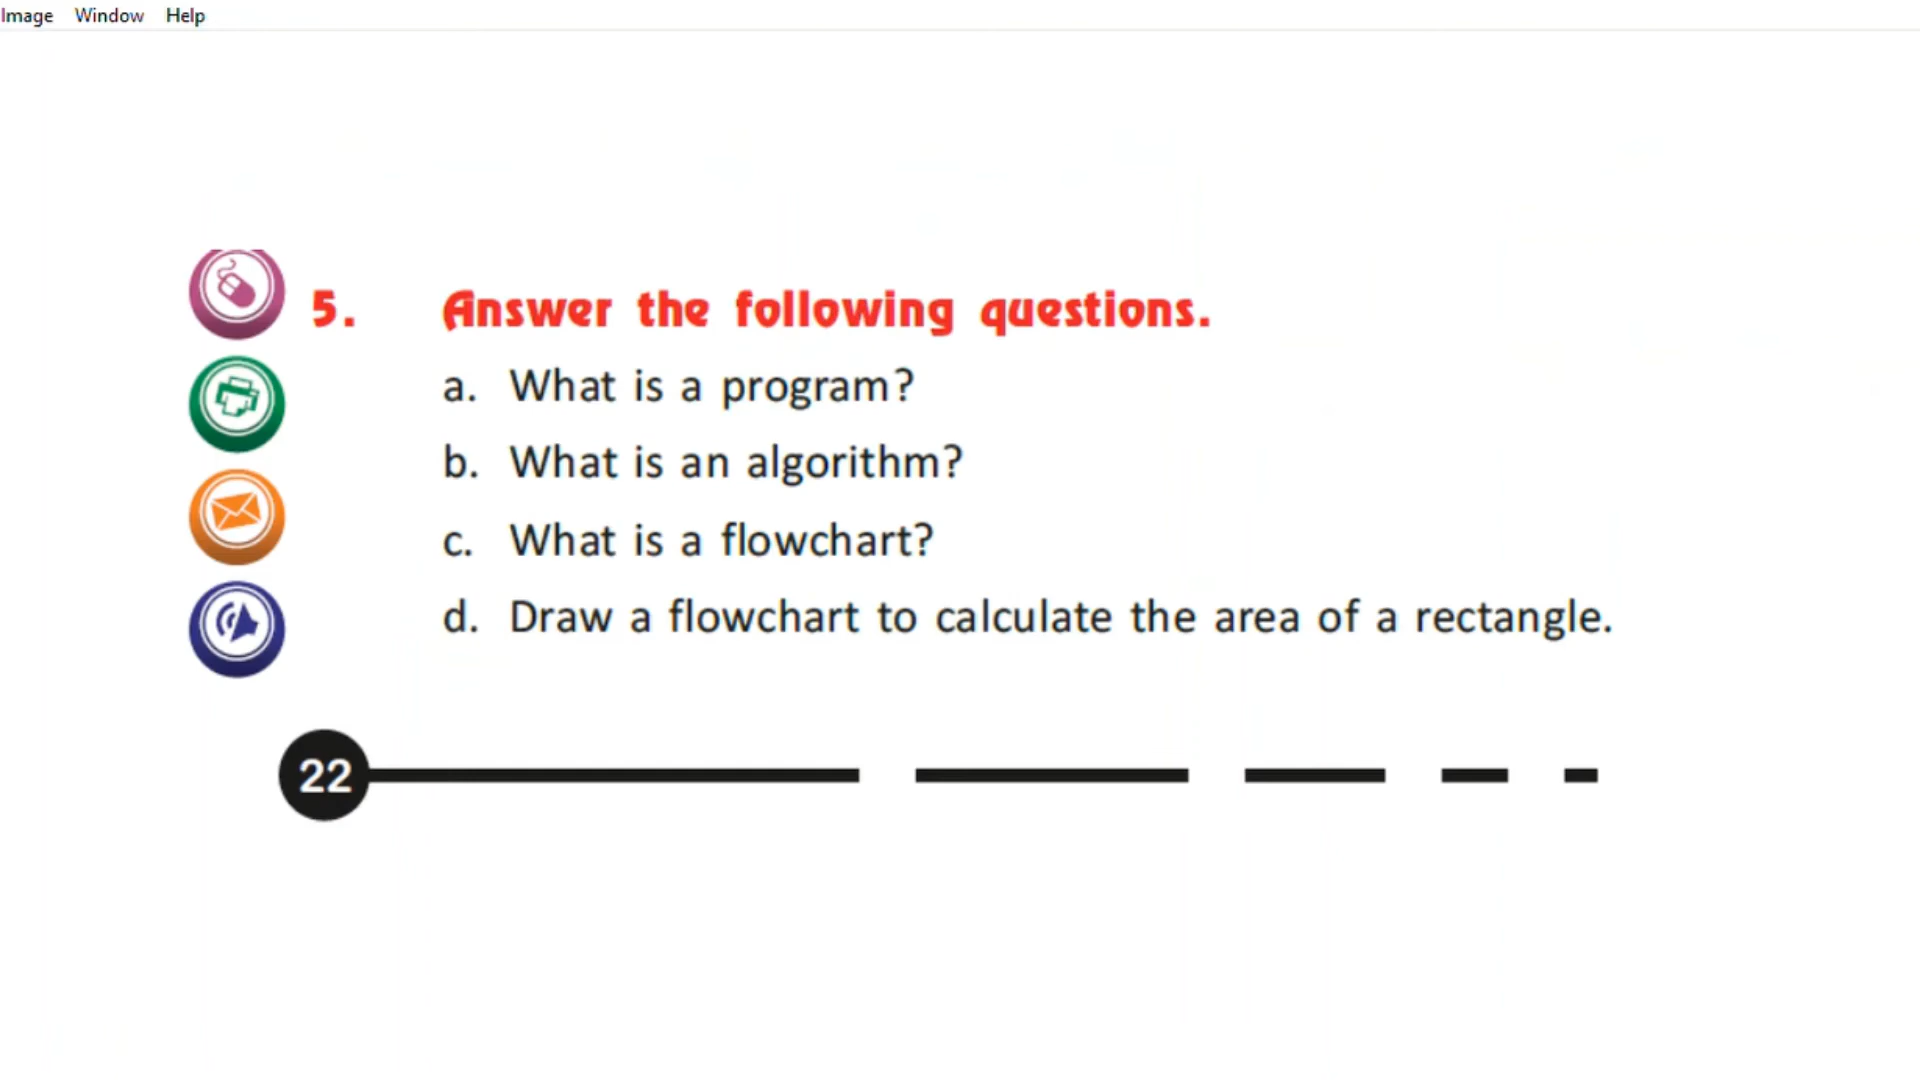 Image Window Help
5. Answer the following questions.
a. What is a program?
b. What is an algorithm?
c. What is a flowchart?
d. Draw a flowchart to calculate the area of a rectangle.
22